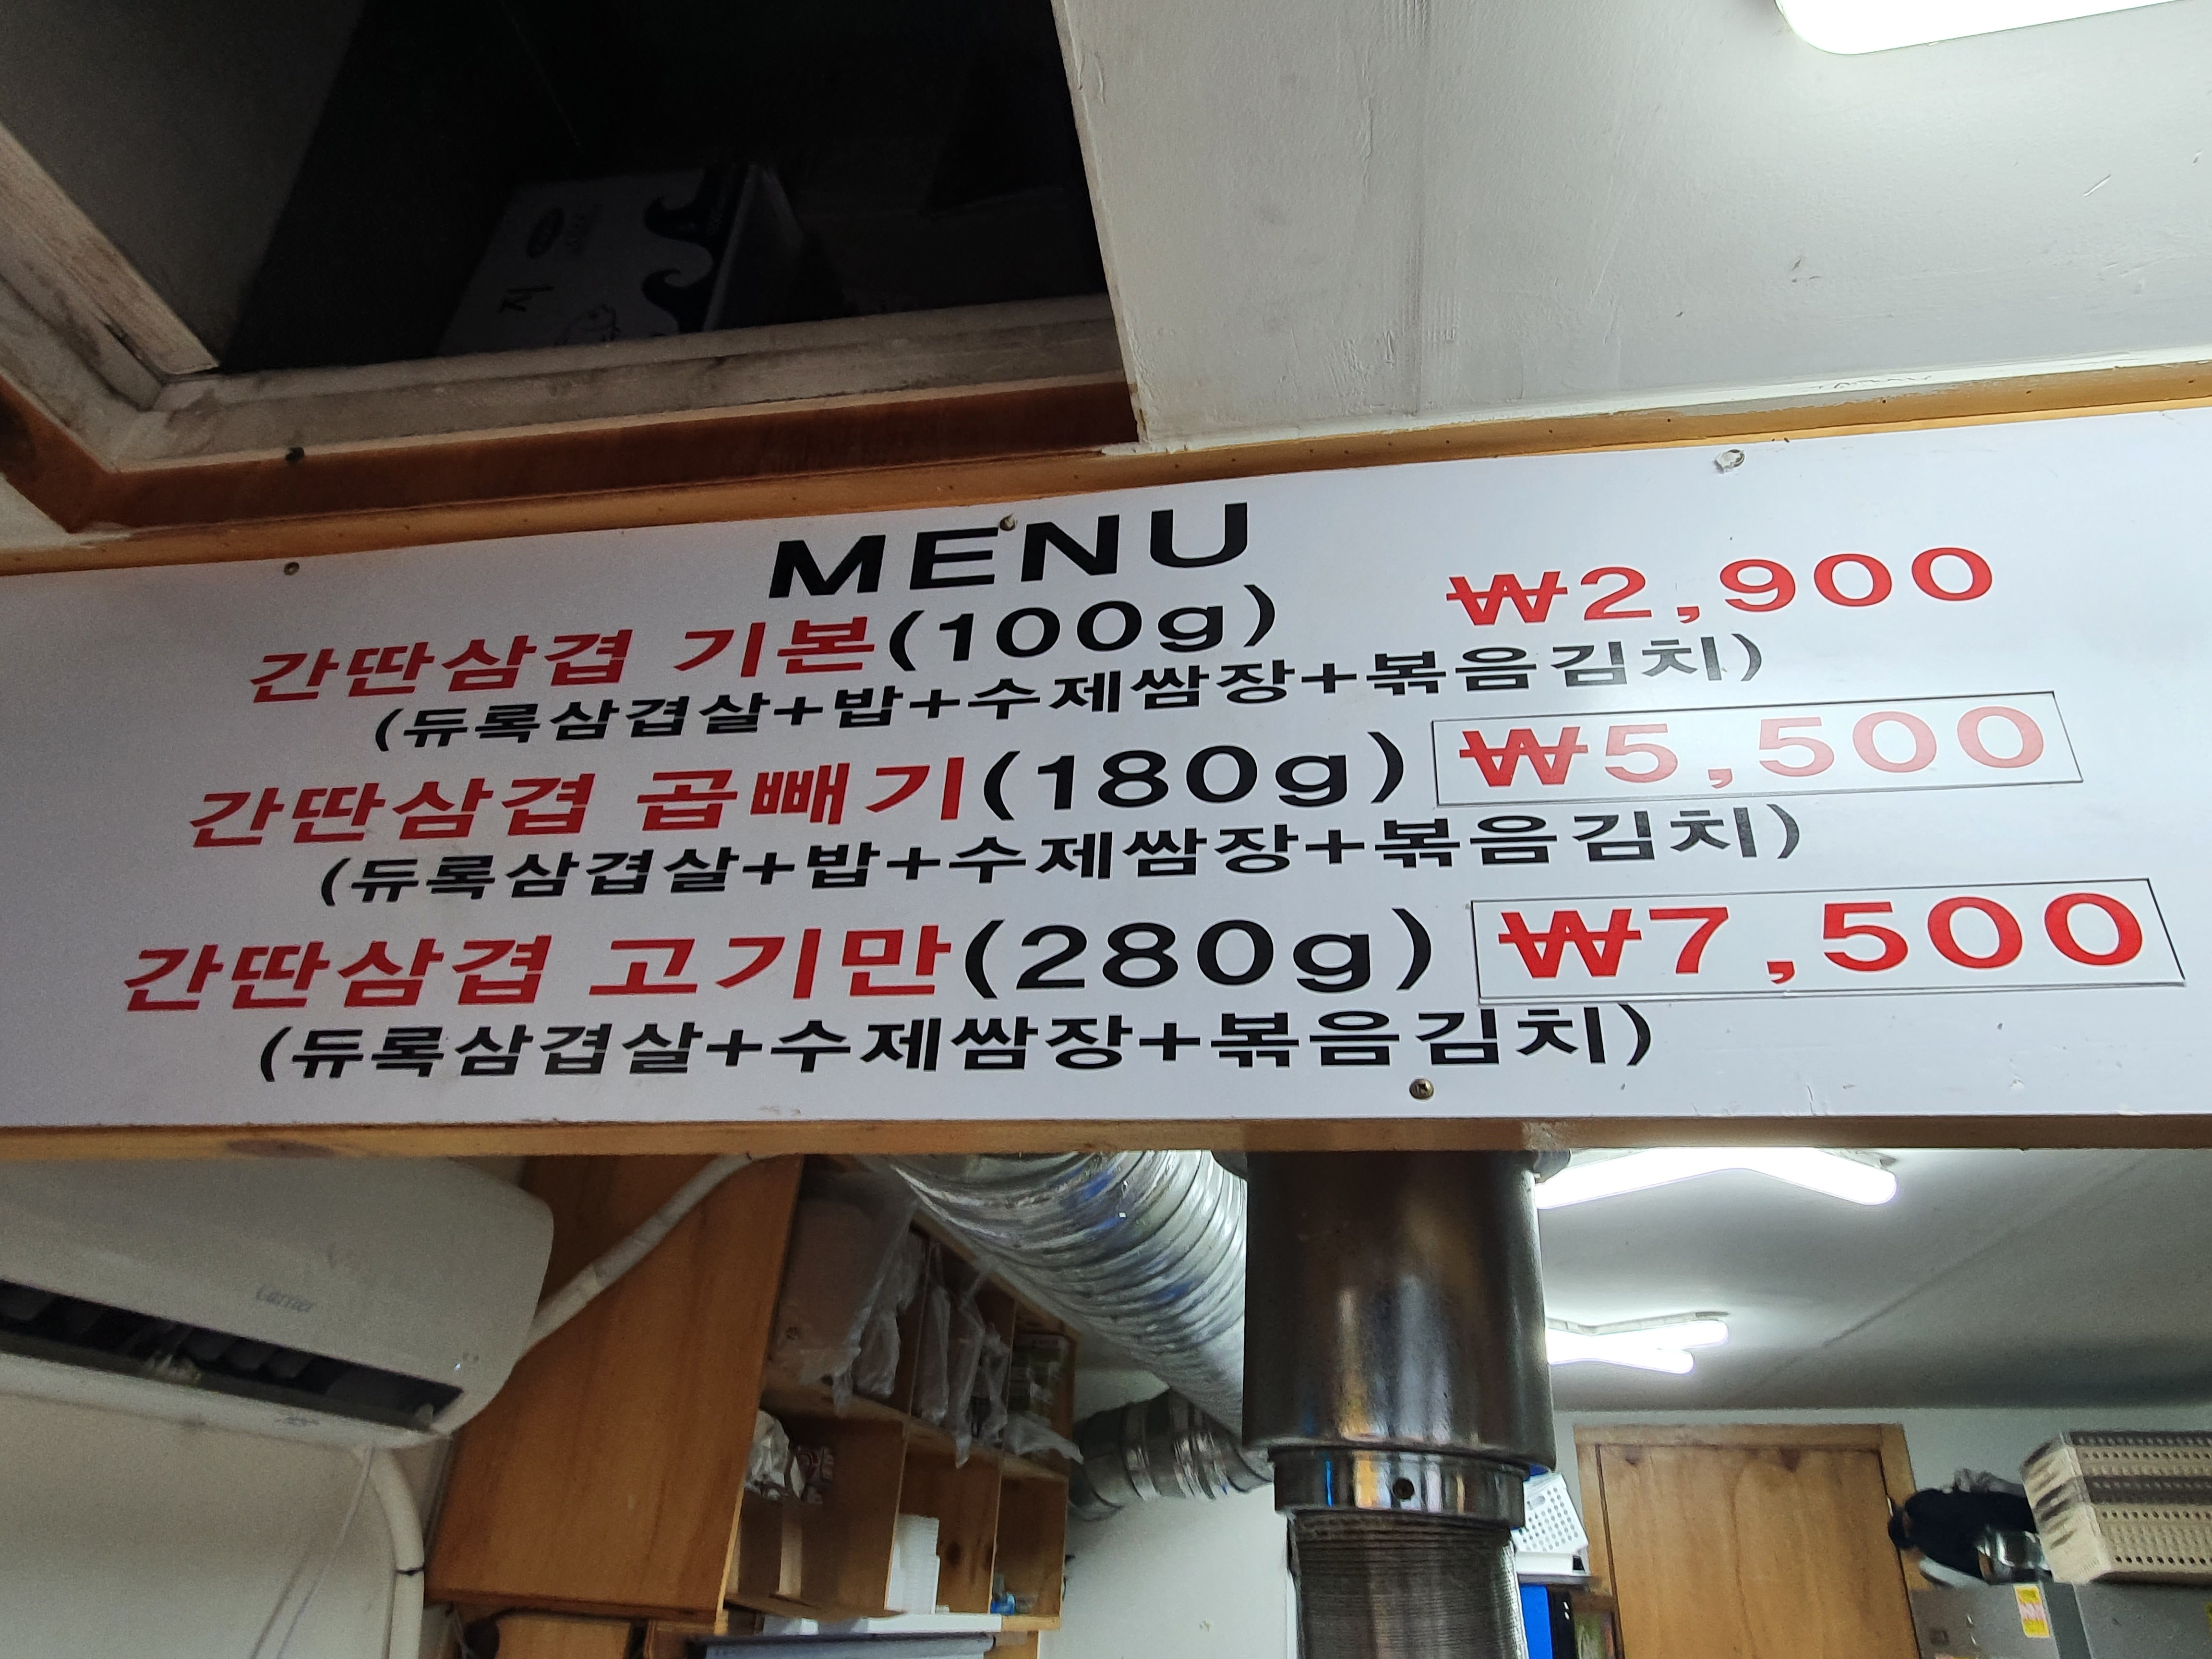 MENU
간딴삼겹 기본(100g) ₩2,900
(듀록삼겹살+밥+수제쌈장+볶음김치)
간딴삼겹 곱빼기(180g) ₩5,500
(듀록삼겹살+밥+수제쌈장+볶음김치)
간딴삼겹 고기만(280g) ₩7,500
(듀록삼겹살+수제쌈장+볶음김치)
Carrier